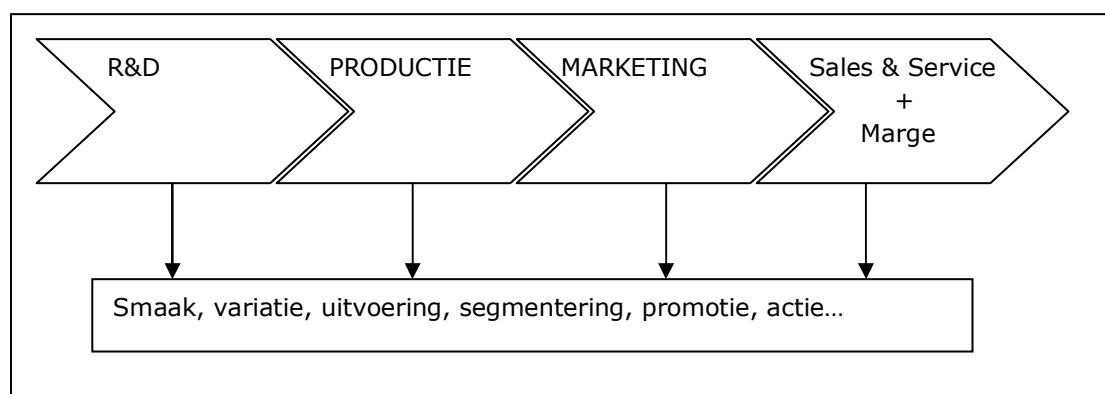 R&D
PRODUCTIE
MARKETING
Sales & Service
+
Marge
Smaak, variatie, uitvoering, segmentering, promotie, actie…